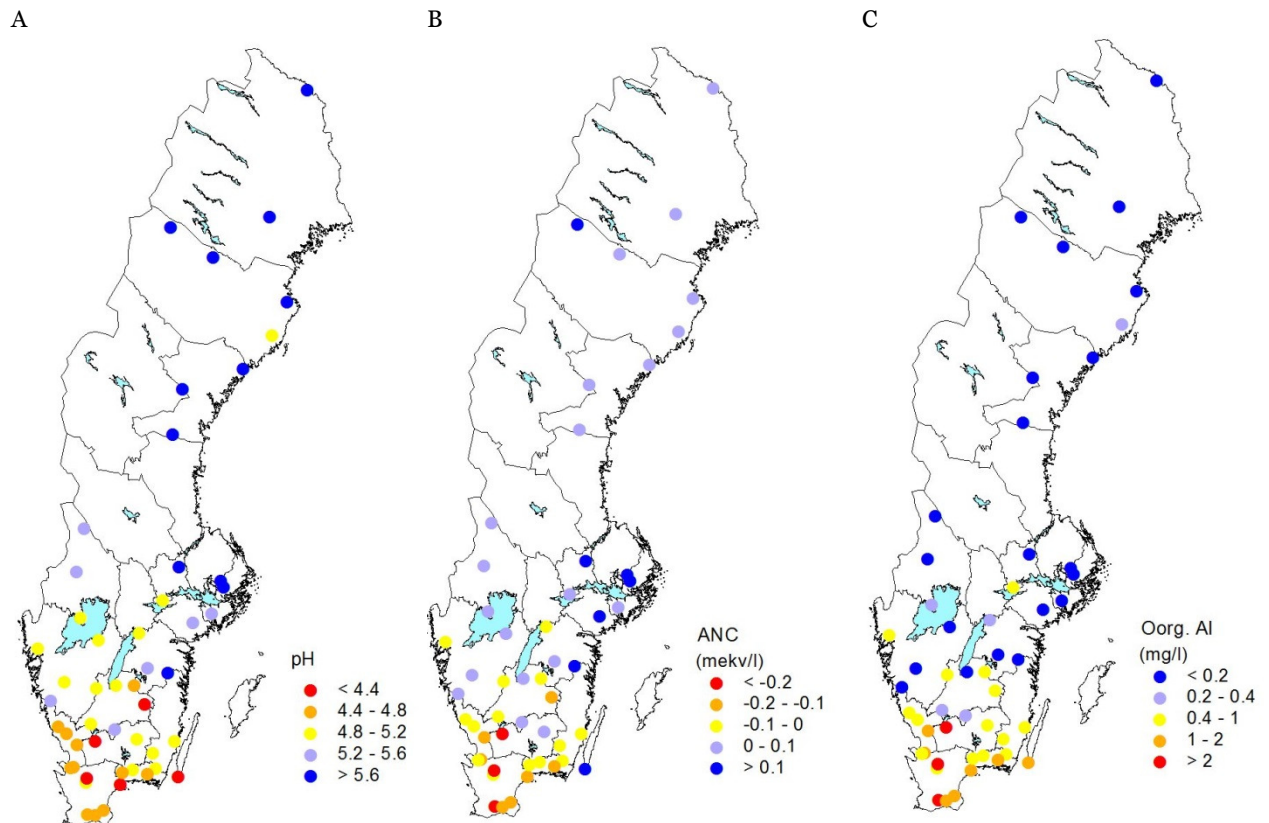 A
B
C
pH
< 4.4
4.4 - 4.8
4.8 - 5.2
5.2 - 5.6
> 5.6
ANC
(mekv/l)
< -0.2
-0.2 - -0.1
-0.1 - 0
0 - 0.1
> 0.1
Oorg. Al
(mg/l)
< 0.2
0.2 - 0.4
0.4 - 1
1 - 2
> 2